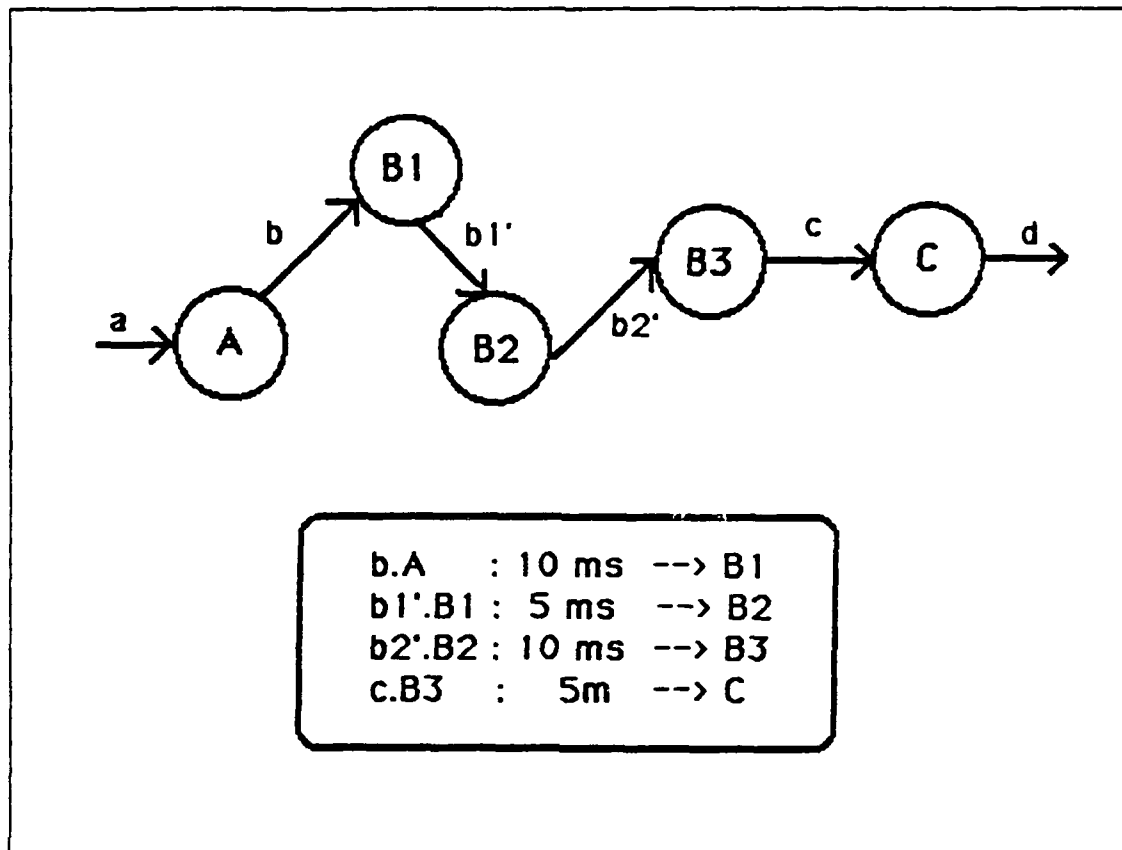 B1
b
b1'
c
d
B3
C
a
A
B2
b2'
b.A : 10 ms --> B1
b1'.B1 : 5 ms --> B2
b2'.B2 : 10 ms --> B3
c.B3 : 5m --> C